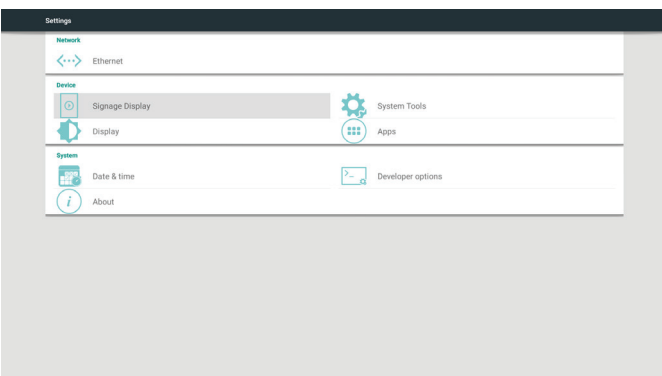 Settings
Network
Ethernet
Device
Signage Display
System Tools
Display
Apps
System
Date & time
Developer options
About